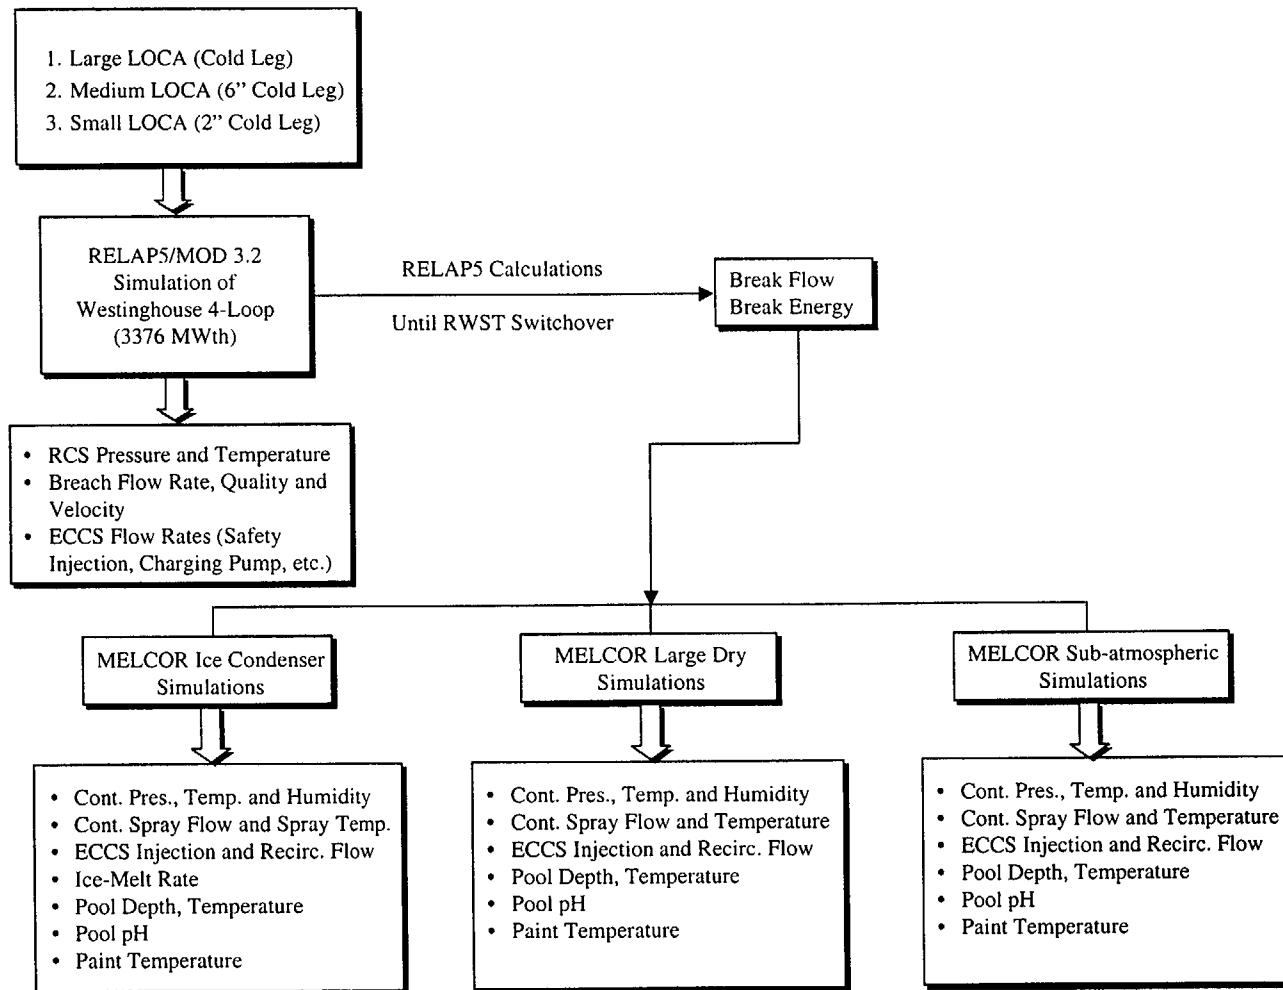 1. Large LOCA (Cold Leg)
2. Medium LOCA (6” Cold Leg)
3. Small LOCA (2” Cold Leg)
RELAP5/MOD 3.2
Simulation of
Westinghouse 4-Loop
(3376 MWth)
RELAP5 Calculations
Until RWST Switchover
Break Flow
Break Energy
• RCS Pressure and Temperature
• Breach Flow Rate, Quality and
Velocity
• ECCS Flow Rates (Safety
Injection, Charging Pump, etc.)
MELCOR Ice Condenser
Simulations
MELCOR Large Dry
Simulations
MELCOR Sub-atmospheric
Simulations
• Cont. Pres., Temp. and Humidity
• Cont. Spray Flow and Spray Temp.
• ECCS Injection and Recirc. Flow
• Ice-Melt Rate
• Pool Depth, Temperature
• Pool pH
• Paint Temperature
• Cont. Pres., Temp. and Humidity
• Cont. Spray Flow and Temperature
• ECCS Injection and Recirc. Flow
• Pool Depth, Temperature
• Pool pH
• Paint Temperature
• Cont. Pres., Temp. and Humidity
• Cont. Spray Flow and Temperature
• ECCS Injection and Recirc. Flow
• Pool Depth, Temperature
• Pool pH
• Paint Temperature